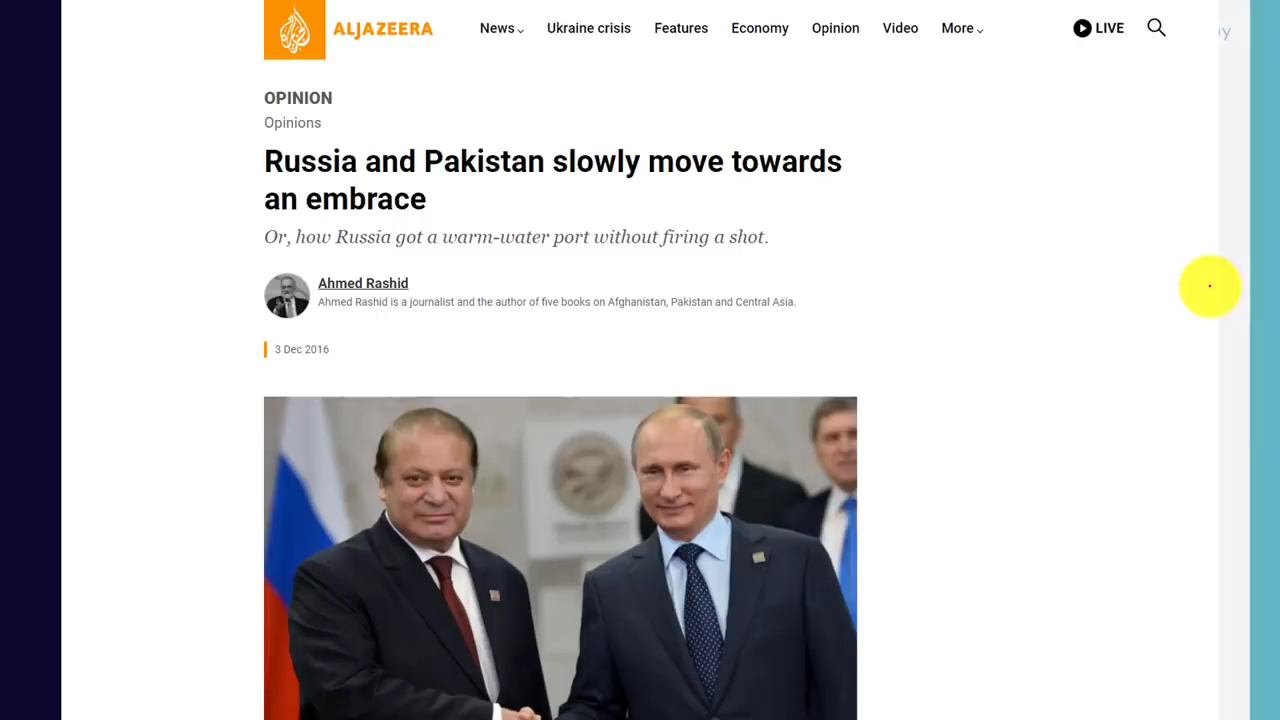 ALJAZEERA News Ukraine crisis Features Economy Opinion Video More LIVE
OPINION
Opinions
Russia and Pakistan slowly move towards
an embrace
Or, how Russia got a warm-water port without firing a shot.
Ahmed Rashid
Ahmed Rashid is a journalist and the author of five books on Afghanistan, Pakistan and Central Asia.
3 Dec 2016